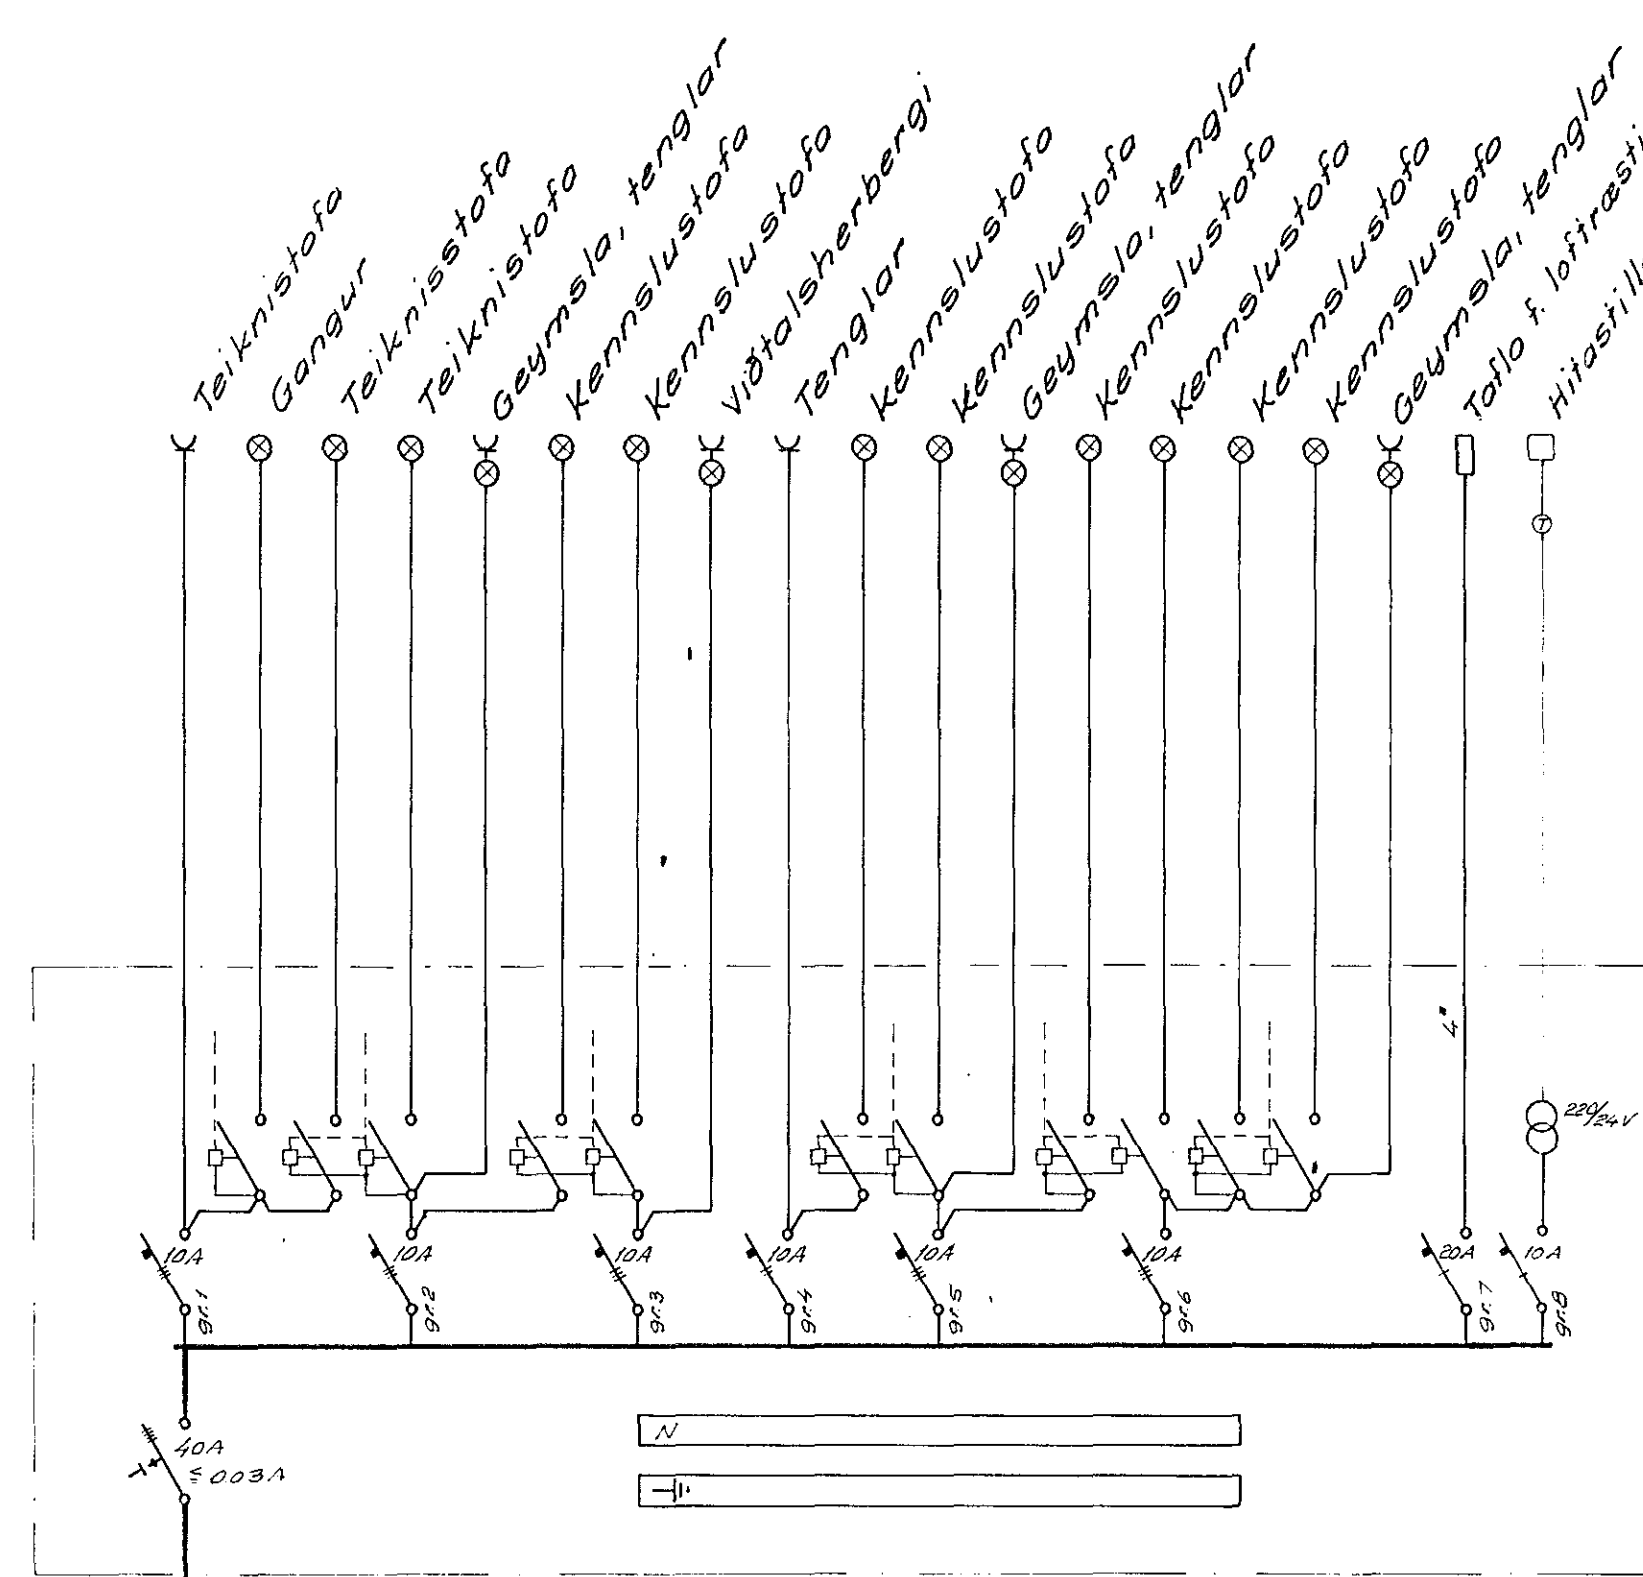 Teiknistofa
Gangur
Teiknisstofa
Teiknistofa
Geymsla, tenglar
Kennslustofa
Kennslustofa
Viðtalsherbergi
Tenglar
Kennslustofa
Kennslustofa
Geymsla, tenglar
Kennslustofa
Kennslustofa
Kennslustofa
Kennslustofa
Geymsla, tenglar
Tafla f. loftræsti
Hitastill
T
4"
220/24V
10A
10A
10A
10A
10A
10A
20A
10A
gr.1
gr.2
gr.3
gr.4
gr.5
gr.6
gr.7
gr.8
N
40A
≤ 003A